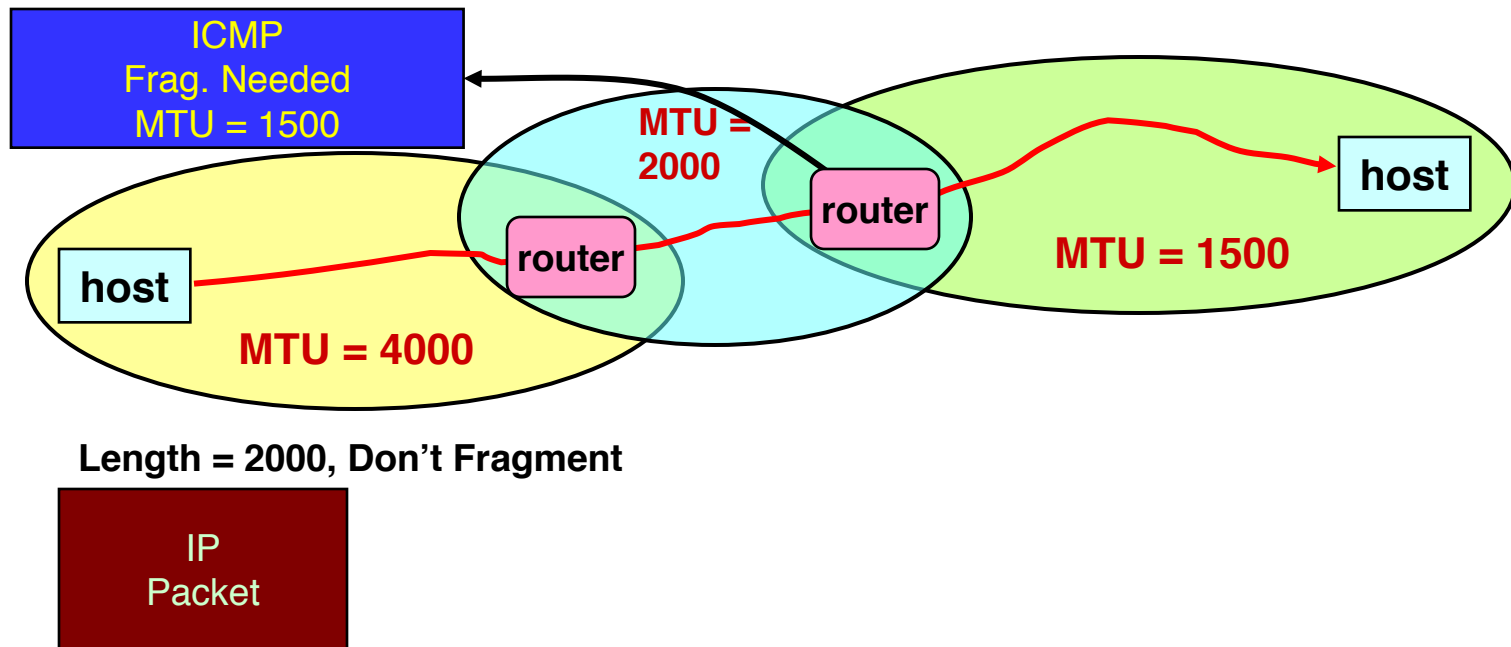 ICMP
Frag. Needed
MTU = 1500
MTU =
2000
host
router
router
host
MTU = 1500
MTU = 4000
Length = 2000, Don’t Fragment
IP
Packet